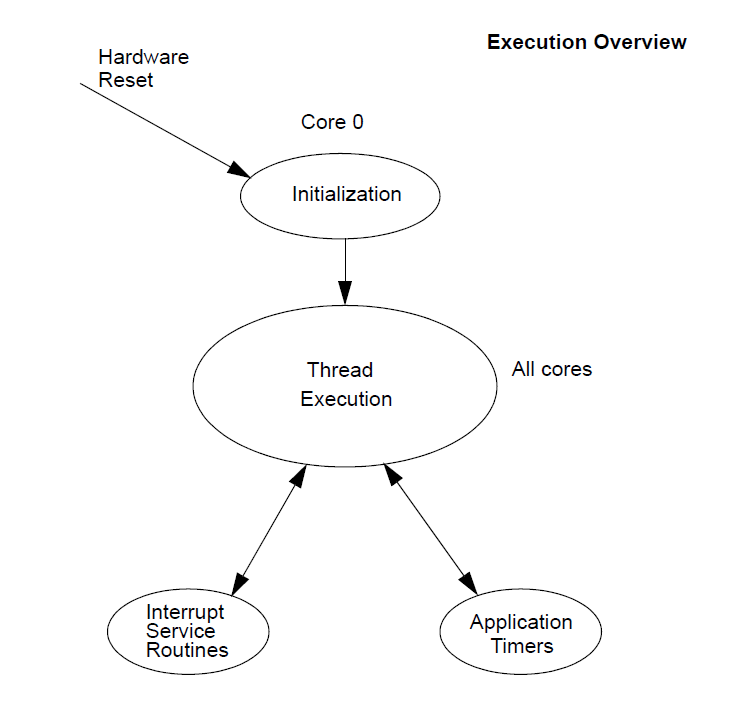 Execution Overview
Hardware
Reset
Core 0
Initialization
Thread
Execution
All cores
Interrupt
Service
Routines
Application
Timers